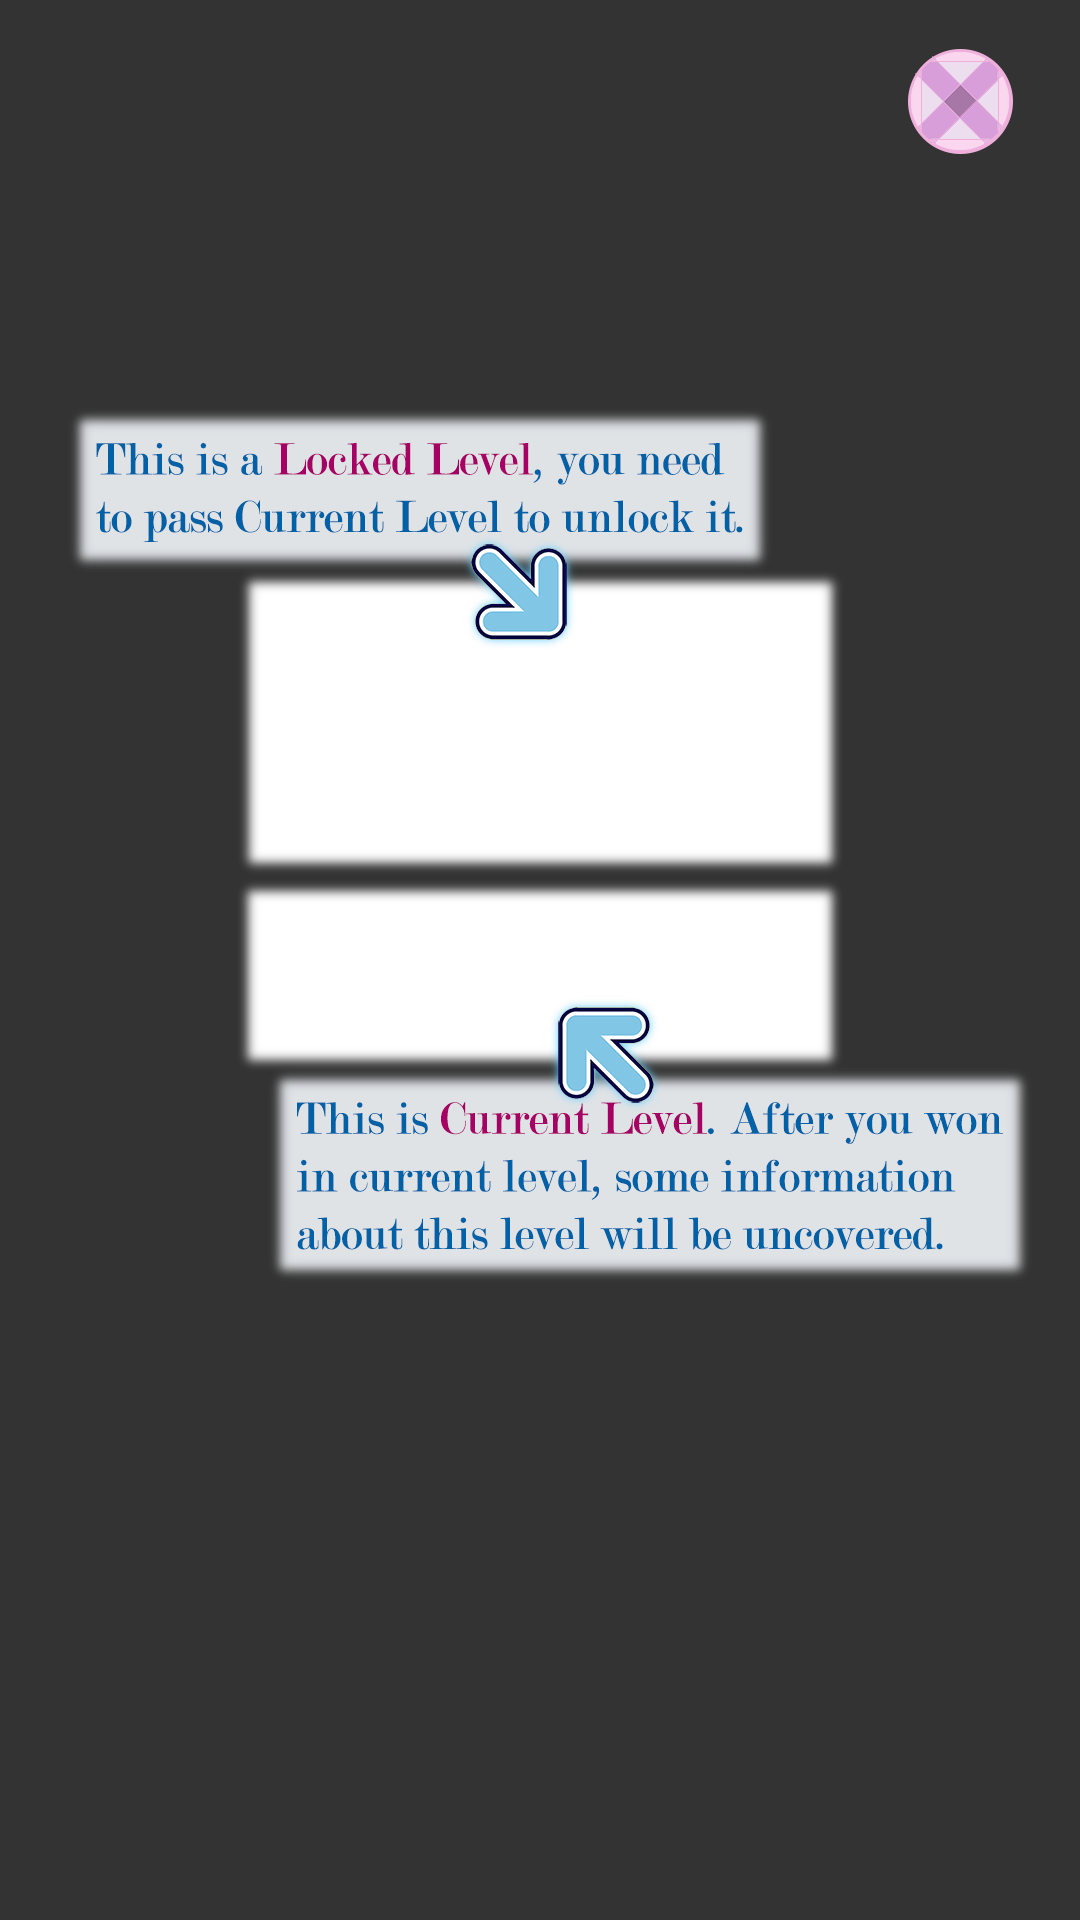 This is a Locked Level, you need
to pass Current Level to unlock it.
This is Current Level. After you won
in current level, some information
about this level will be uncovered.